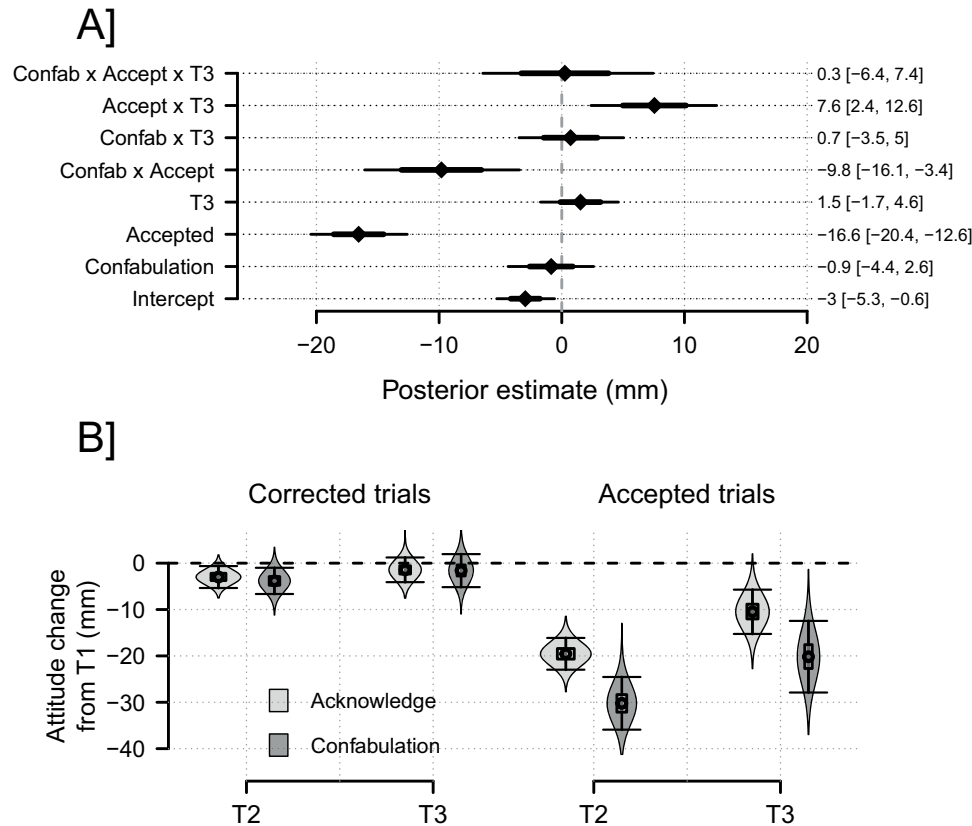 A]
Confab x Accept x T3 0.3 [−6.4, 7.4]
Accept x T3 7.6 [2.4, 12.6]
Confab x T3 0.7 [−3.5, 5]
Confab x Accept −9.8 [−16.1, −3.4]
T3 1.5 [−1.7, 4.6]
Accepted −16.6 [−20.4, −12.6]
Confabulation −0.9 [−4.4, 2.6]
Intercept −3 [−5.3, −0.6]
−20 −10 0 10 20
Posterior estimate (mm)
B]
Corrected trials Accepted trials
Attitude change
from T1 (mm)
0
−10
−20
−30
−40
Acknowledge
Confabulation
T2 T3 T2 T3